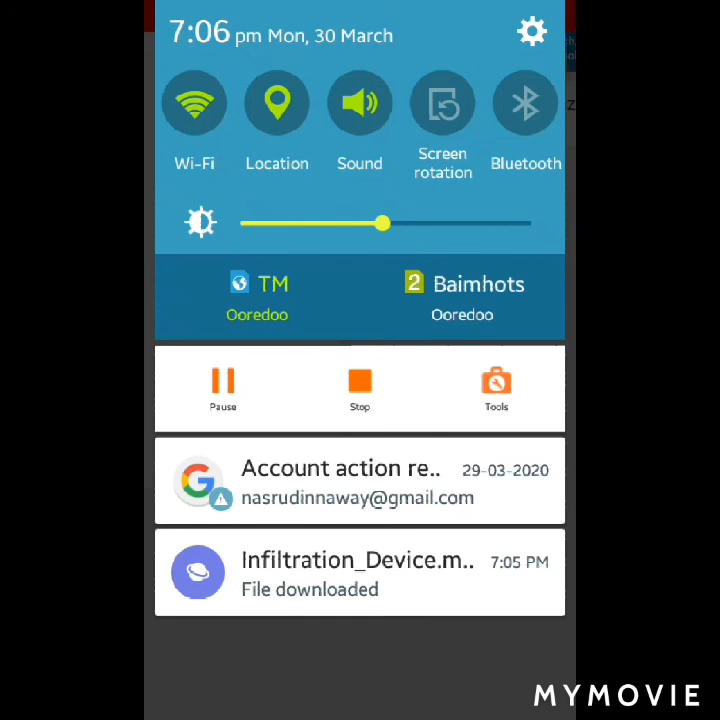 7:06 pm Mon, 30 March
Wi-Fi
Location
Sound
Screen
rotation
Bluetooth
TM
2 Baimhots
Ooredoo
Ooredoo
Pause
Stop
Tools
Account action re.. 29-03-2020
nasrudinnaway@gmail.com
Infiltration_Device.m.. 7:05 PM
File downloaded
MYMOVIE